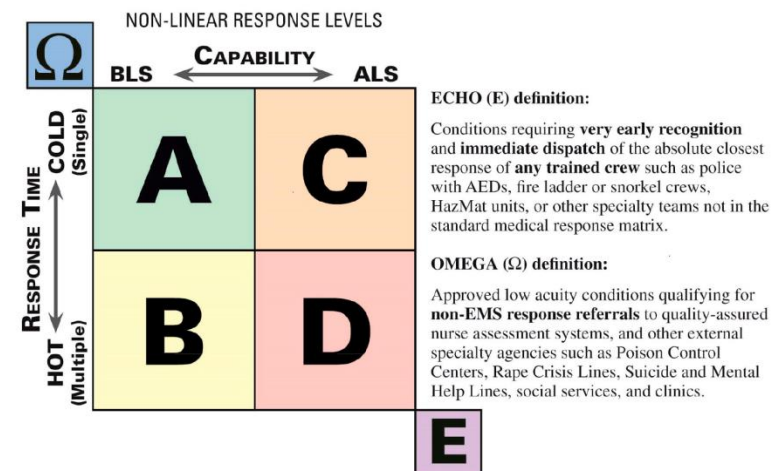 NON-LINEAR RESPONSE LEVELS
Ω
CAPABILITY
BLS
ALS
RESPONSE TIME
COLD
(Single)
HOT
(Multiple)
A
C
B
D
E
ECHO (E) definition:
Conditions requiring very early recognition
and immediate dispatch of the absolute closest
response of any trained crew such as police
with AEDs, fire ladder or snorkel crews,
HazMat units, or other specialty teams not in the
standard medical response matrix.
OMEGA (Ω) definition:
Approved low acuity conditions qualifying for
non-EMS response referrals to quality-assured
nurse assessment systems, and other external
specialty agencies such as Poison Control
Centers, Rape Crisis Lines, Suicide and Mental
Help Lines, social services, and clinics.